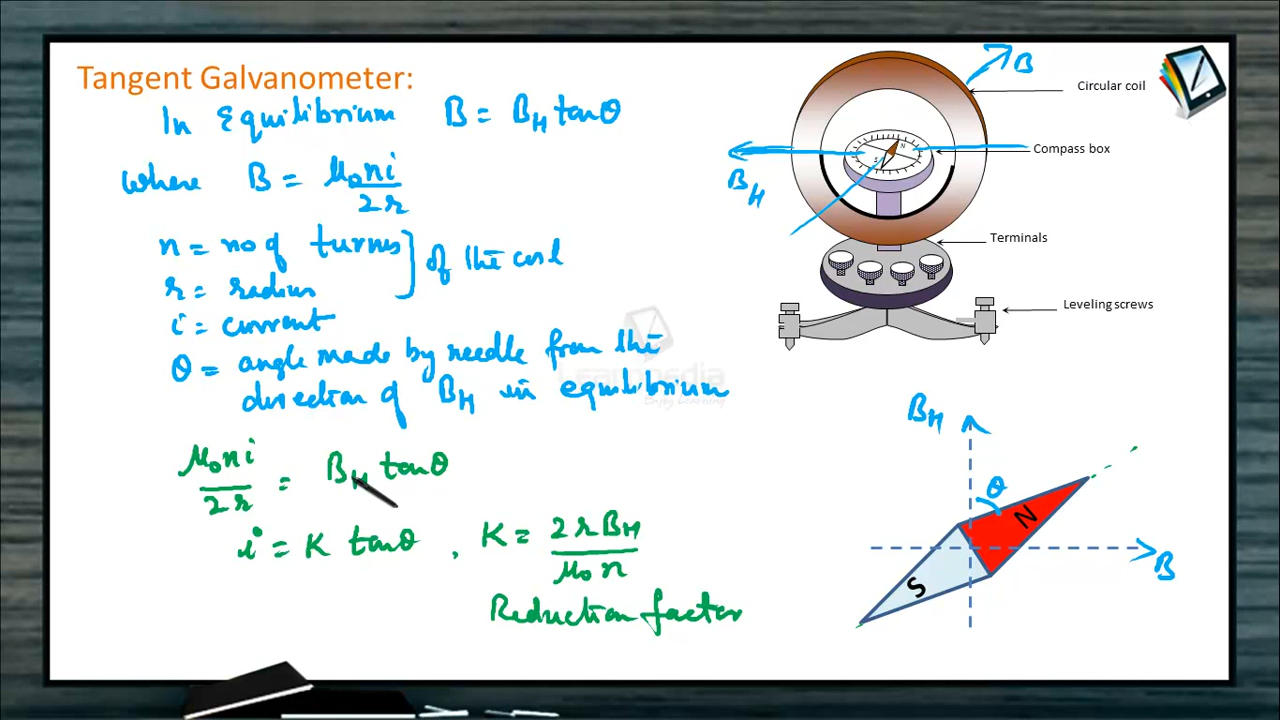 Tangent Galvanometer:
In Equilibrium B = B_H tanθ
where B = μ₀ni / 2r
n = no of turns
r = radius
} of the coil
i = current
θ = angle made by needle from the
direction of B_H in equilibrium
μ₀ni / 2r = B_H tanθ
i = K tanθ , K = 2rB_H / μ₀n
Reduction factor
B
Circular coil
Compass box
B_H
N
S
Terminals
Leveling screws
B_H
θ
N
B
S